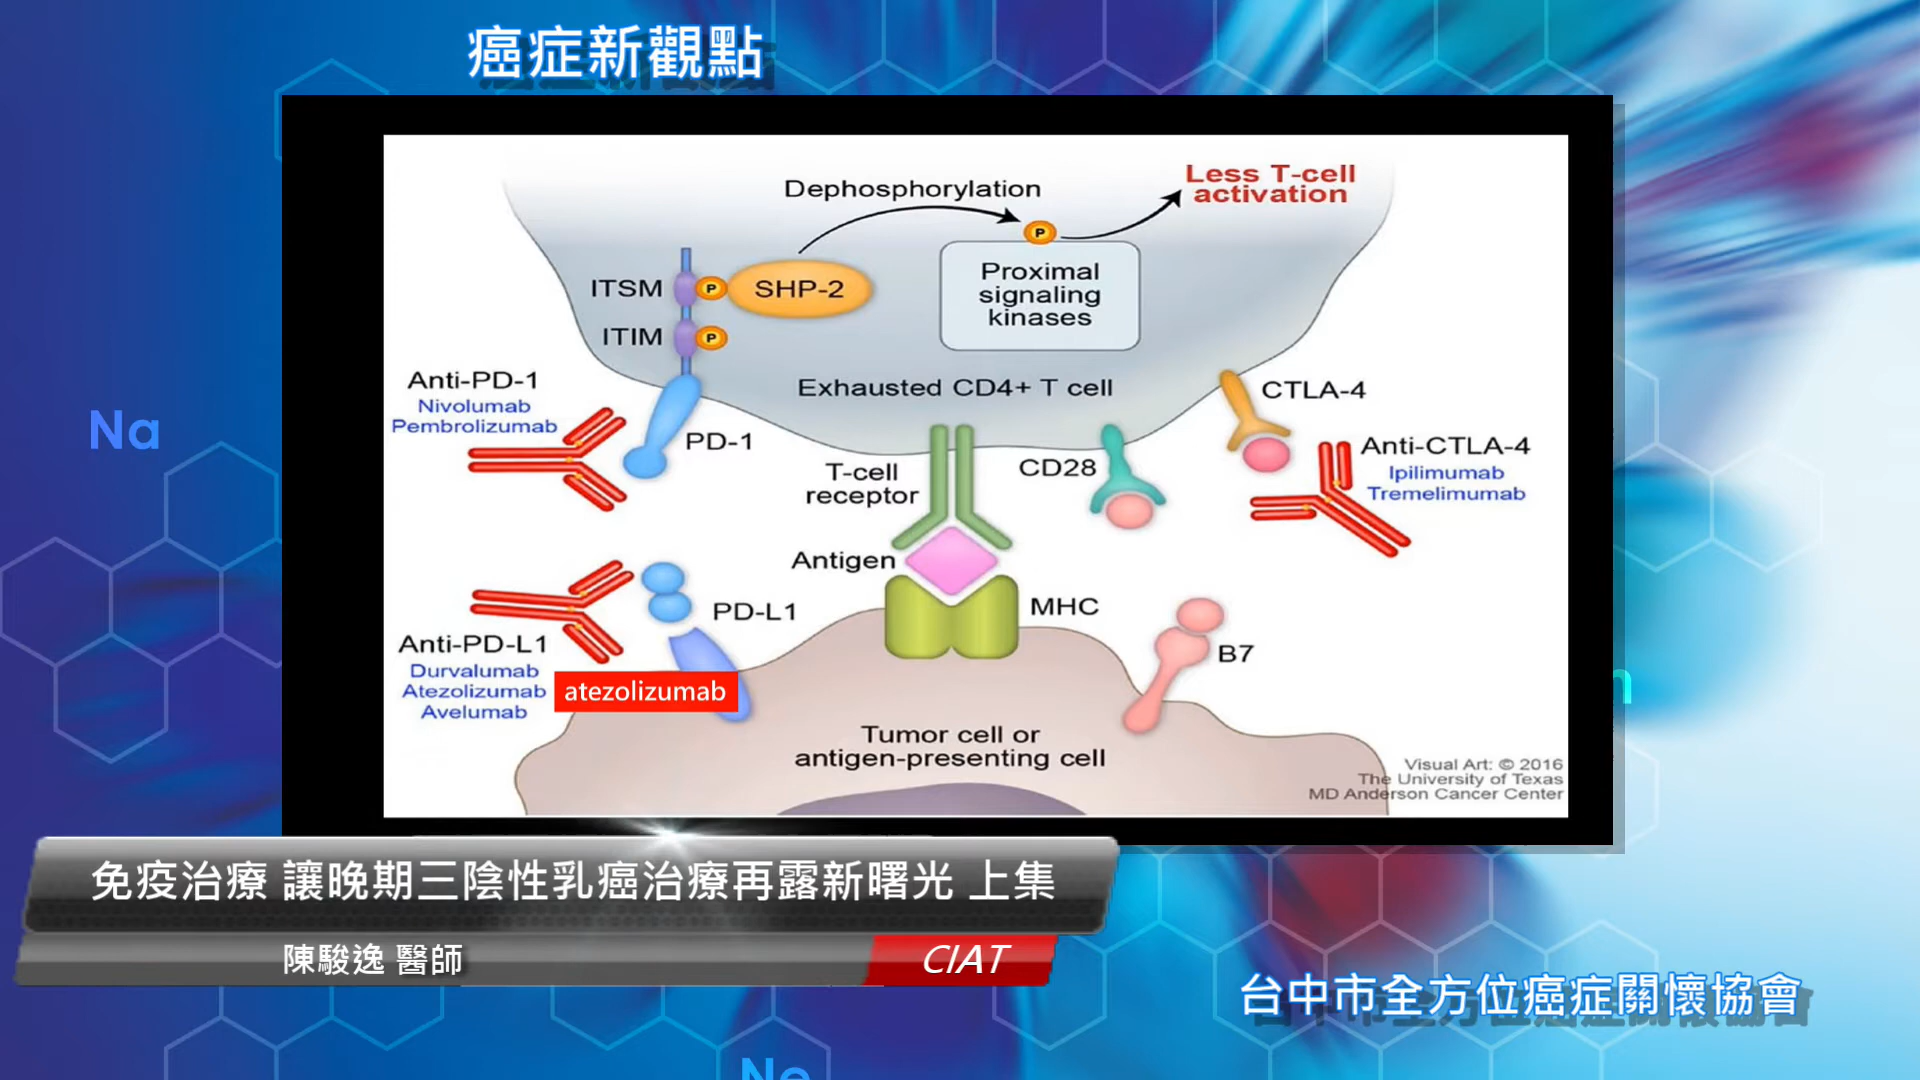 癌症新觀點
Less T-cell
activation
Dephosphorylation
P
Proximal
signaling
kinases
ITSM
P
SHP-2
ITIM
P
Exhausted CD4+ T cell
Anti-PD-1
Nivolumab
Pembrolizumab
PD-1
CTLA-4
T-cell
receptor
CD28
Anti-CTLA-4
Ipilimumab
Tremelimumab
Antigen
MHC
PD-L1
Anti-PD-L1
Durvalumab
Atezolizumab
Avelumab
atezolizumab
B7
Tumor cell or
antigen-presenting cell
Visual Art: © 2016
The University of Texas
MD Anderson Cancer Center
Na
免疫治療 讓晚期三陰性乳癌治療再露新曙光 上集
陳駿逸 醫師
CIAT
台中市全方位癌症關懷協會
Ne